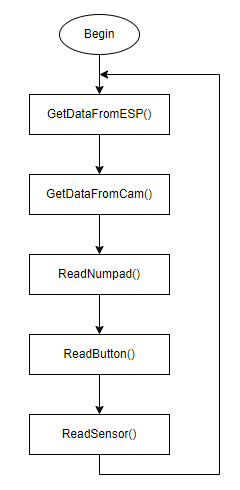 Begin
GetDataFromESP()
GetDataFromCam()
ReadNumpad()
ReadButton()
ReadSensor()